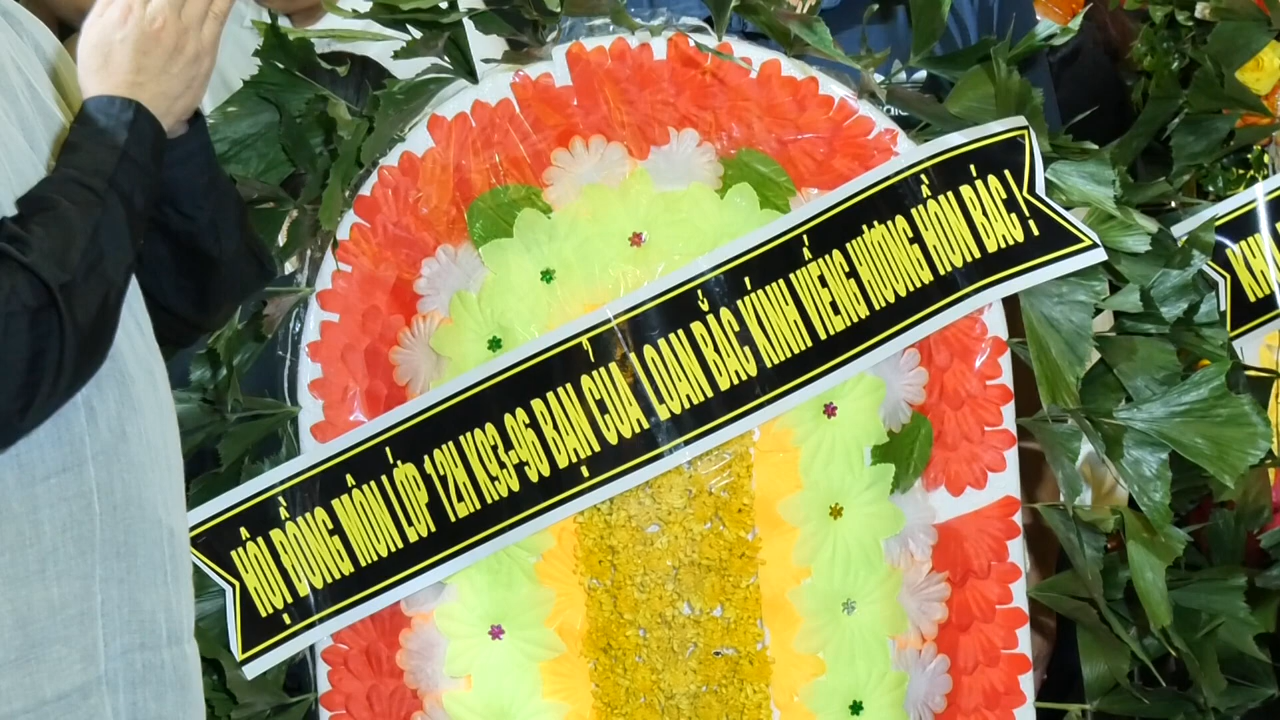 HỘI ĐỒNG MÔN LỚP 12H K93-96 BẠN CỦA LOAN BẮC KÍNH VIẾNG HƯƠNG HỒN BÁC !